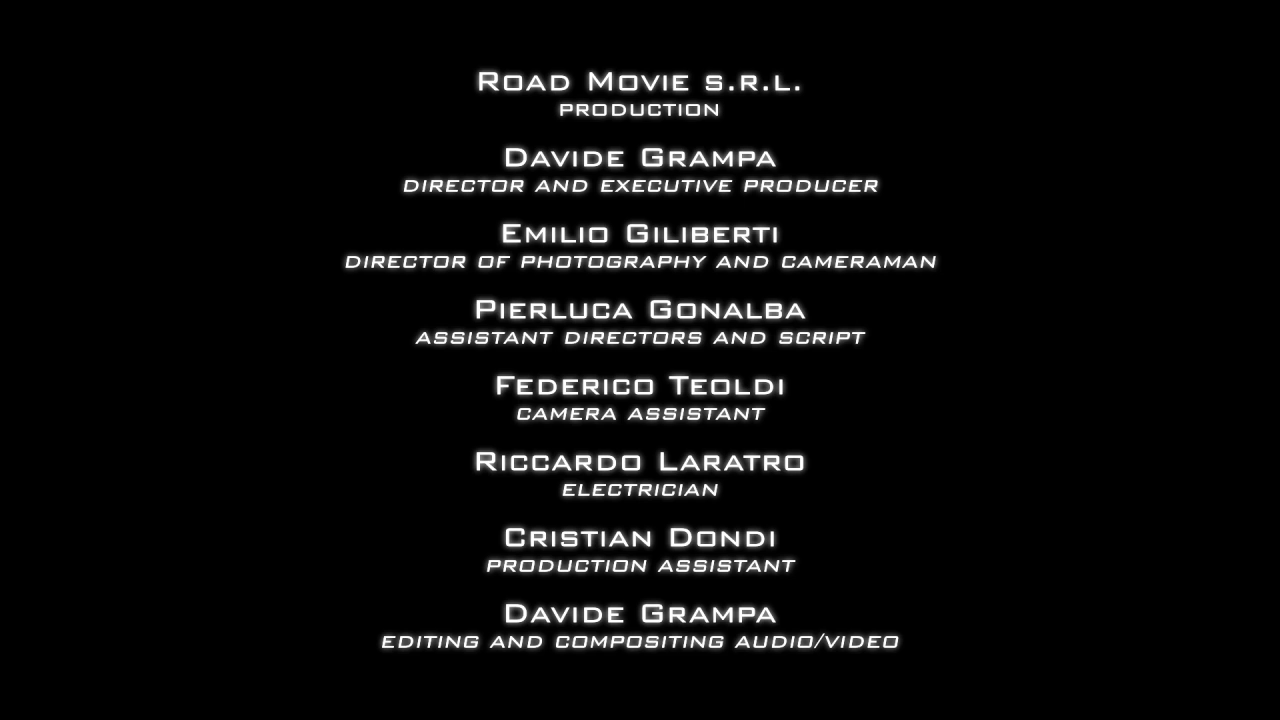 Road Movie s.r.l.
production
Davide Grampa
director and executive producer
Emilio Giliberti
director of photography and cameraman
Pierluca Gonalba
assistant directors and script
Federico Teoldi
camera assistant
Riccardo Laratro
electrician
Cristian Dondi
production assistant
Davide Grampa
editing and compositing audio/video